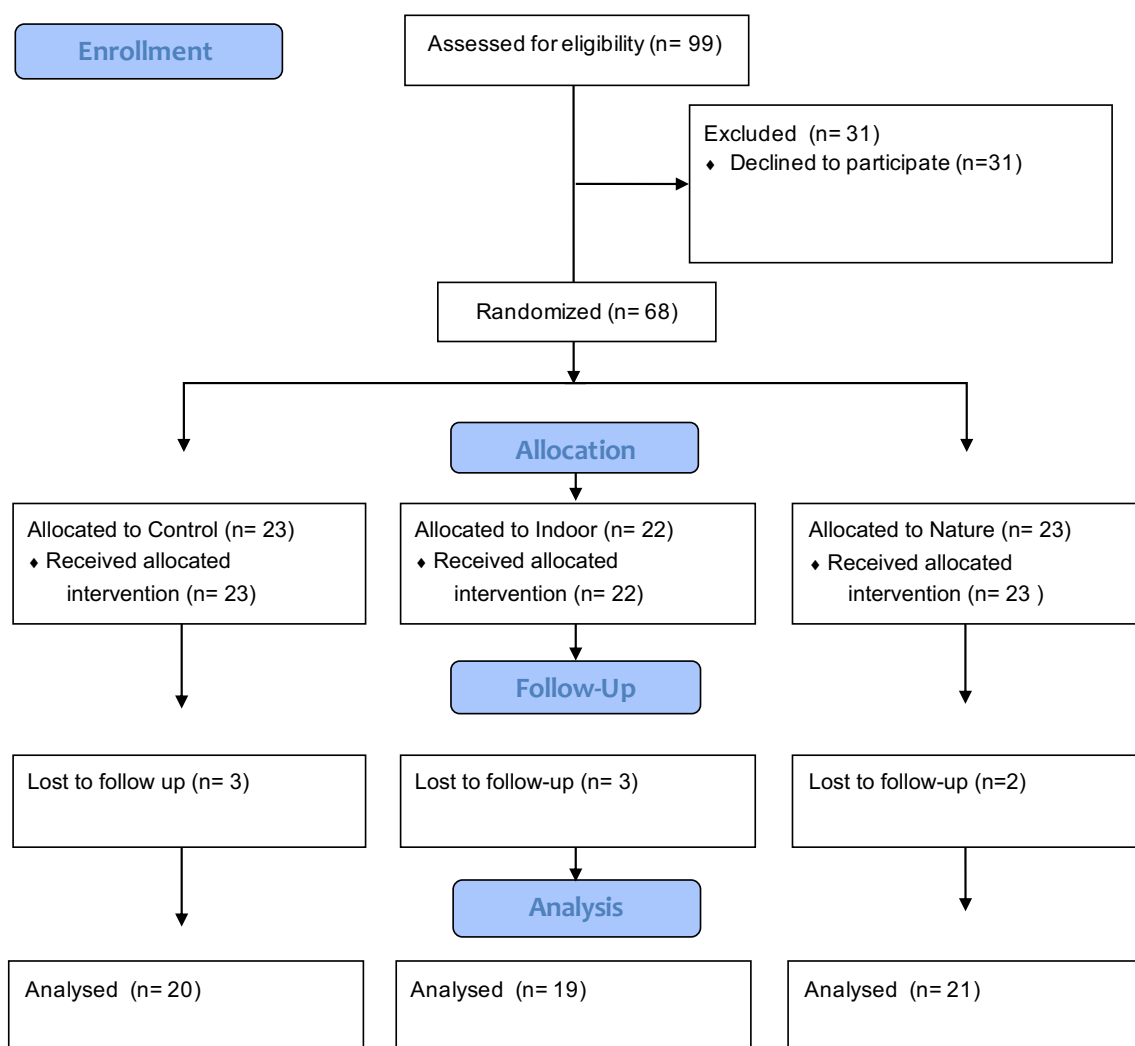 Enrollment
Assessed for eligibility (n= 99)
Excluded (n= 31)
♦ Declined to participate (n=31)
Randomized (n= 68)
Allocation
Allocated to Control (n= 23)
♦ Received allocated
intervention (n= 23)
Allocated to Indoor (n= 22)
♦ Received allocated
intervention (n= 22)
Allocated to Nature (n= 23)
♦ Received allocated
intervention (n= 23 )
Follow-Up
Lost to follow up (n= 3)
Lost to follow-up (n= 3)
Lost to follow-up (n=2)
Analysis
Analysed (n= 20)
Analysed (n= 19)
Analysed (n= 21)